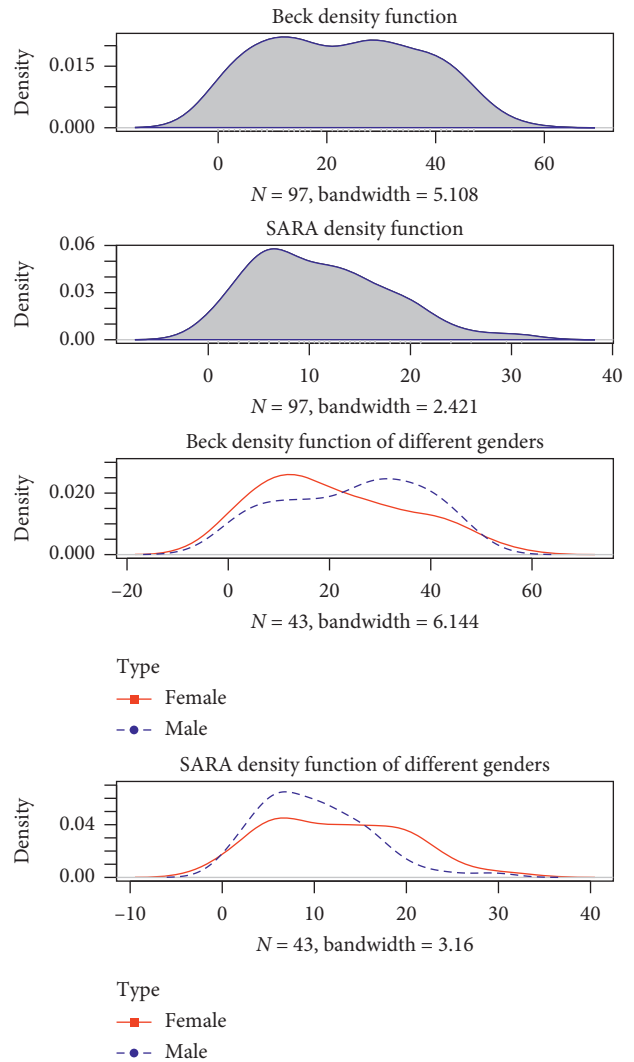 Beck density function
Density
0.015
0.000
0 20 40 60
N = 97, bandwidth = 5.108
SARA density function
Density
0.06
0.03
0.00
0 10 20 30 40
N = 97, bandwidth = 2.421
Beck density function of different genders
Density
0.020
0.000
–20 0 20 40 60
N = 43, bandwidth = 6.144
Type
Female
Male
SARA density function of different genders
Density
0.04
0.00
–10 0 10 20 30 40
N = 43, bandwidth = 3.16
Type
Female
Male